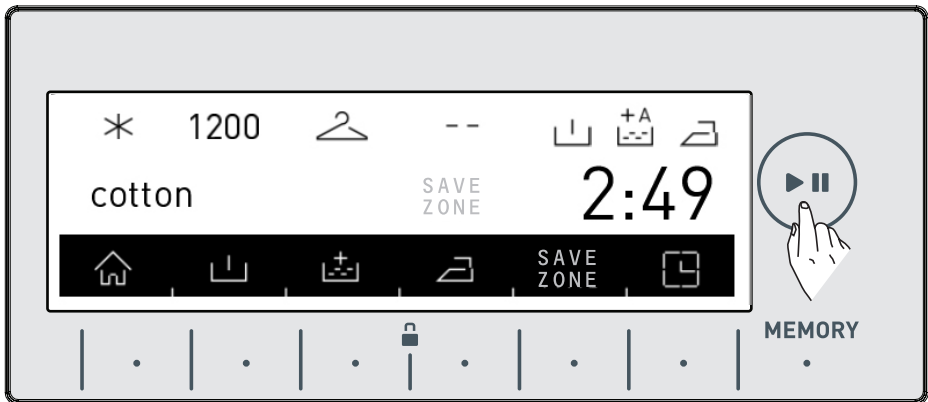 1200 -- +A
cotton SAVE 2:49
ZONE
SAVE
ZONE
MEMORY